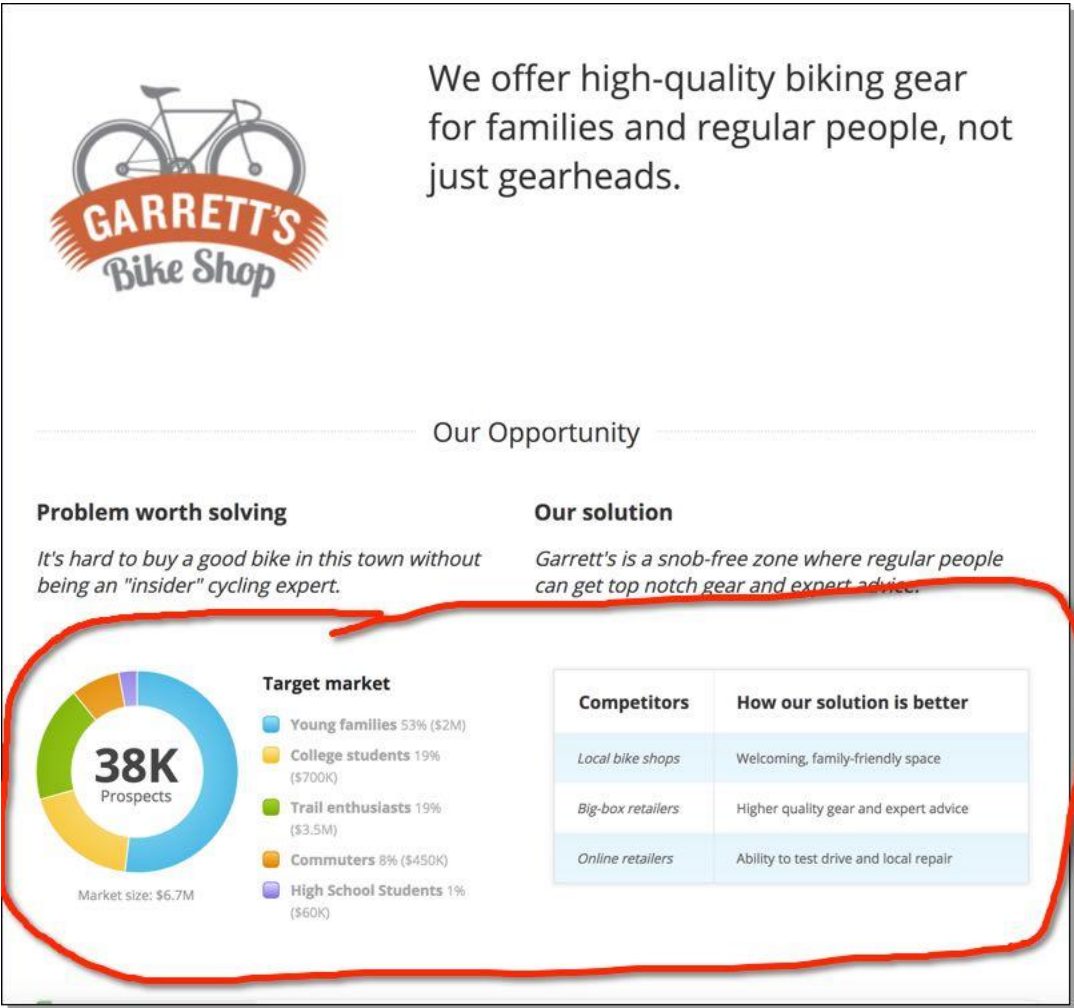 GARRETT'S
Bike Shop
We offer high-quality biking gear
for families and regular people, not
just gearheads.
Our Opportunity
Problem worth solving
It's hard to buy a good bike in this town without
being an "insider" cycling expert.
Our solution
Garrett's is a snob-free zone where regular people
can get top notch gear and expert advice.
38K
Prospects
Market size: $6.7M
Target market
Young families 53% ($2M)
College students 19%
($700K)
Trail enthusiasts 19%
($3.5M)
Commuters 8% ($450K)
High School Students 1%
($60K)
Competitors How our solution is better
Local bike shops Welcoming, family-friendly space
Big-box retailers Higher quality gear and expert advice
Online retailers Ability to test drive and local repair